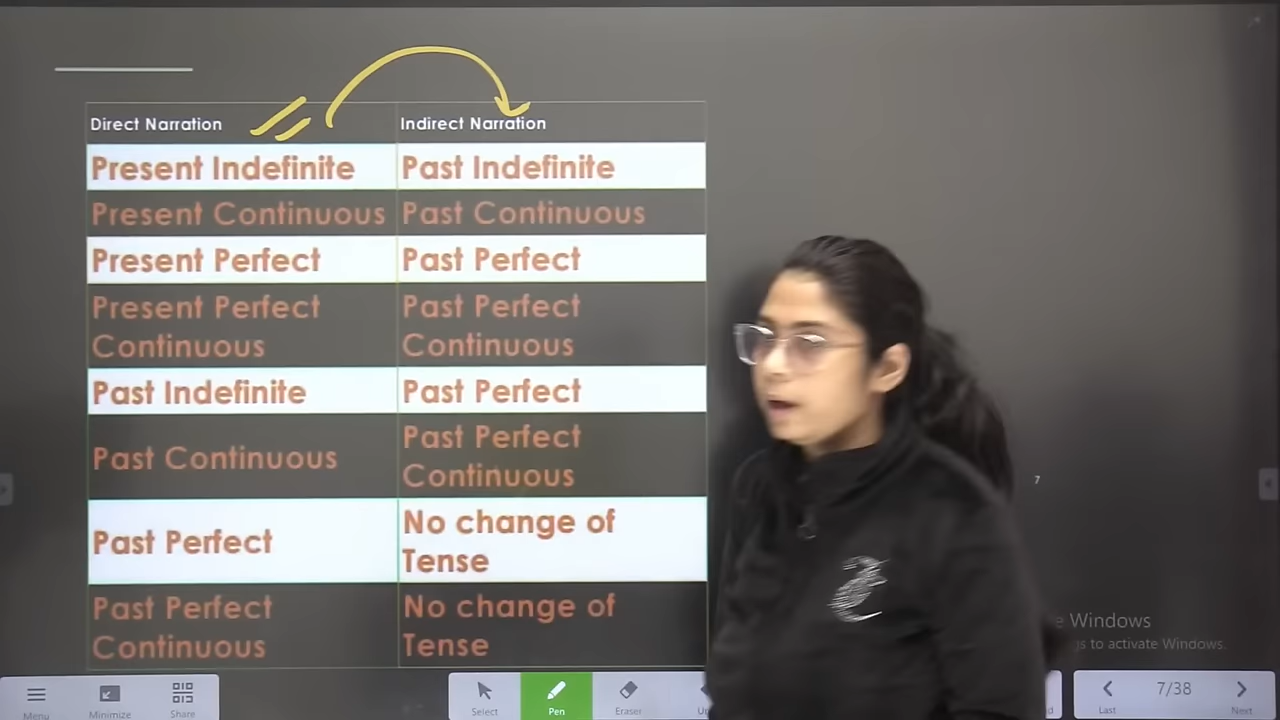 Direct Narration
Indirect Narration
Present Indefinite
Past Indefinite
Present Continuous
Past Continuous
Present Perfect
Past Perfect
Present Perfect
Continuous
Past Perfect
Continuous
Past Indefinite
Past Perfect
Past Continuous
Past Perfect
Continuous
Past Perfect
No change of
Tense
Past Perfect
Continuous
No change of
Tense
7
Windows
to activate Windows.
Menu
Minimize
Share
Select
Pen
Eraser
7/38
Last
Next